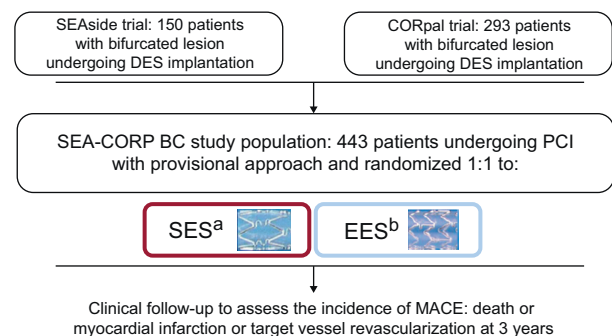 SEAside trial: 150 patients
with bifurcated lesion
undergoing DES implantation
CORpal trial: 293 patients
with bifurcated lesion
undergoing DES implantation
SEA-CORP BC study population: 443 patients undergoing PCI
with provisional approach and randomized 1:1 to:
SESᵃ
EESᵇ
Clinical follow-up to assess the incidence of MACE: death or
myocardial infarction or target vessel revascularization at 3 years